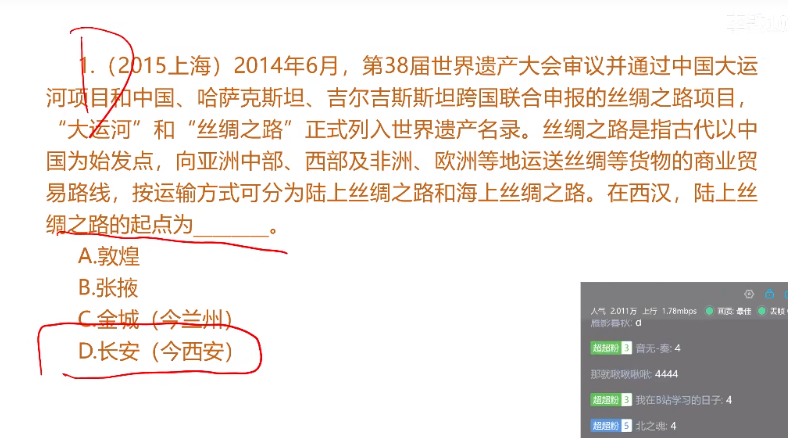 1.（2015上海）2014年6月，第38届世界遗产大会审议并通过中国大运
河项目和中国、哈萨克斯坦、吉尔吉斯斯坦跨国联合申报的丝绸之路项目，
“大运河”和“丝绸之路”正式列入世界遗产名录。丝绸之路是指古代以中
国为始发点，向亚洲中部、西部及非洲、欧洲等地运送丝绸等货物的商业贸
易路线，按运输方式可分为陆上丝绸之路和海上丝绸之路。在西汉，陆上丝
绸之路的起点为________。
A.敦煌
B.张掖
C.金城（今兰州）
D.长安（今西安）
人气 2.011万 上行 1.78mbps 画面: 最佳 丢帧
雁影暮秋: d
超超粉 3 音无-奏: 4
那就啾啾啾啾: 4444
超超粉 3 我在B站学习的日子: 4
超超粉 5 北之魂: 4